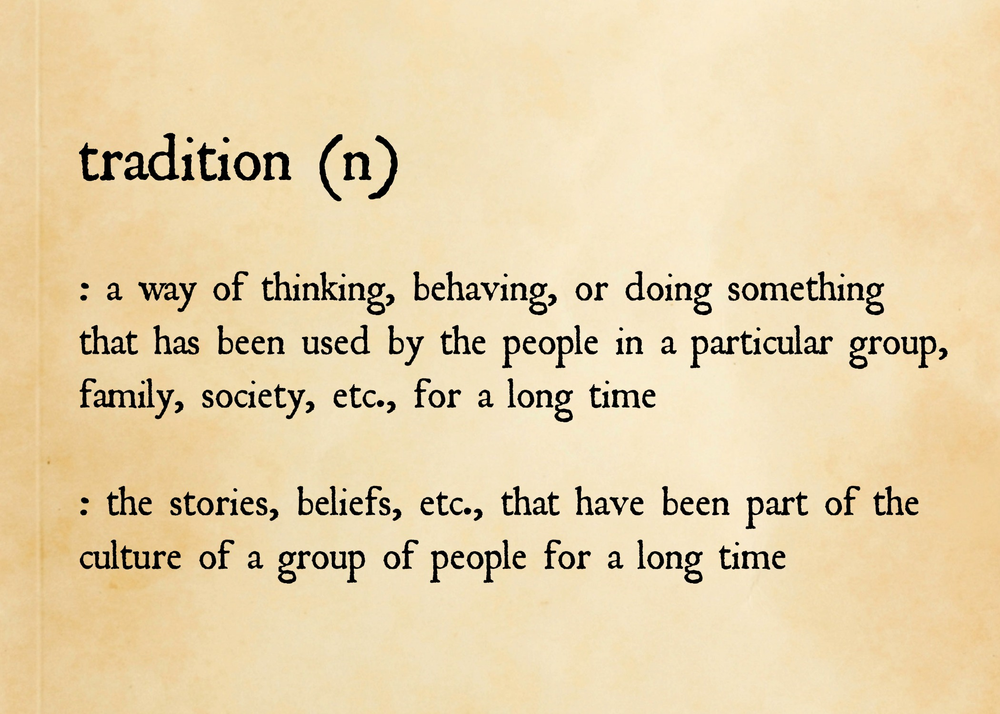 tradition (n)
: a way of thinking, behaving, or doing something
that has been used by the people in a particular group,
family, society, etc., for a long time
: the stories, beliefs, etc., that have been part of the
culture of a group of people for a long time